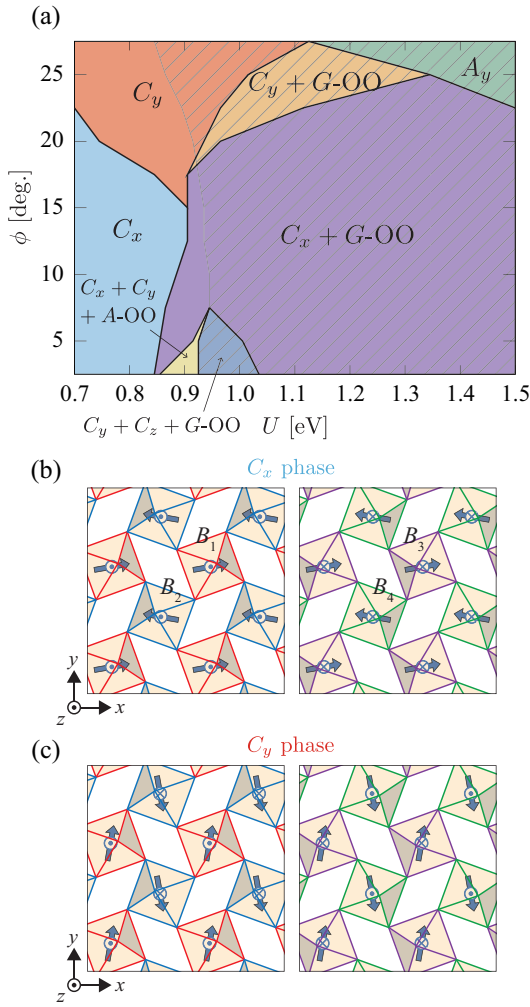 (a)
25
20
15
10
5
ϕ [deg.]
C_y
C_y + G-OO
A_y
C_x
C_x + G-OO
C_x + C_y
+ A-OO
0.7 0.8 0.9 1.0 1.1 1.2 1.3 1.4 1.5
C_y + C_z + G-OO U [eV]
(b)
C_x phase
B_1 B_3
B_2 B_4
y
z x
(c)
C_y phase
y
z x